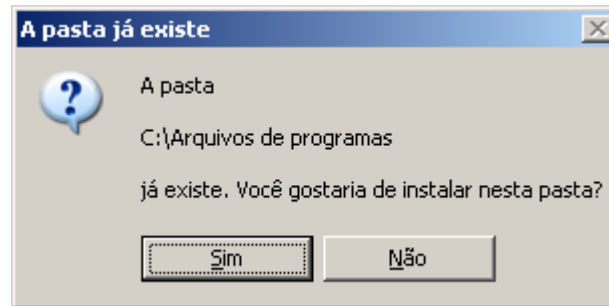 A pasta já existe
A pasta
C:\Arquivos de programas
já existe. Você gostaria de instalar nesta pasta?
Sim
Não